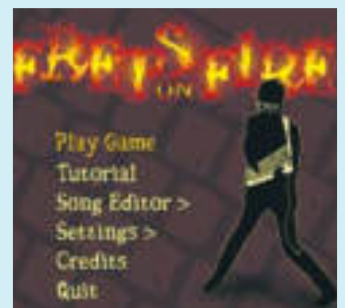 FRETS ON FIRE
Play Game
Tutorial
Song Editor >
Settings >
Credits
Quit